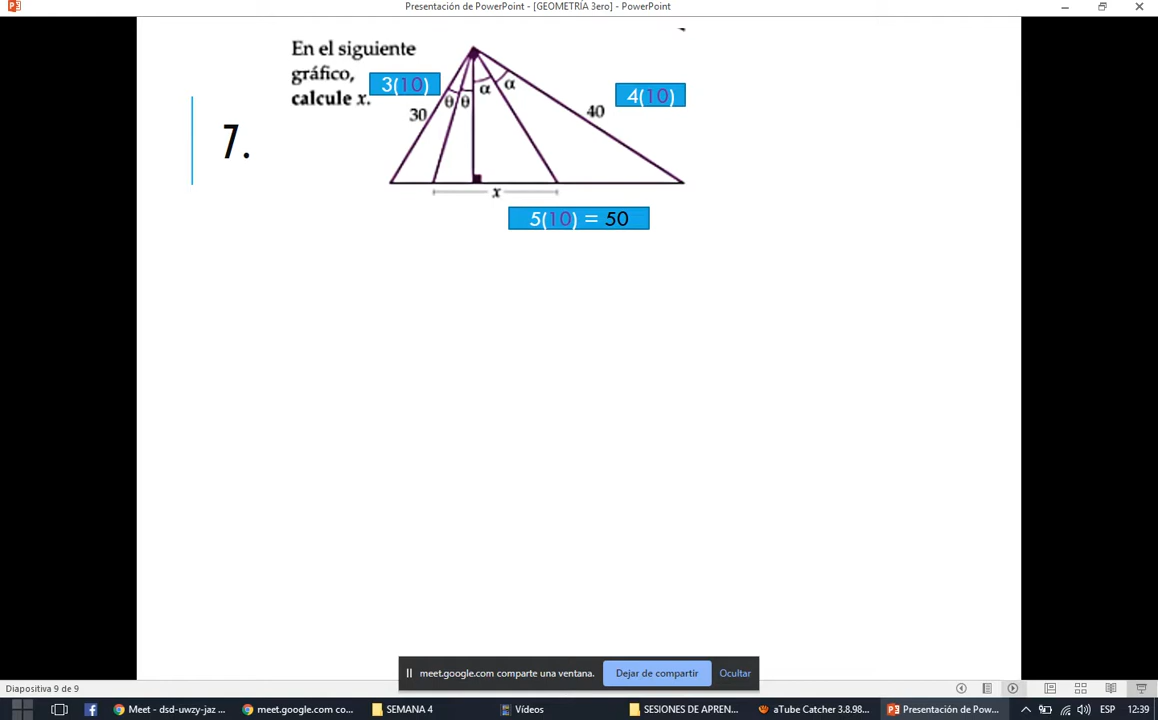 Presentación de PowerPoint - [GEOMETRÍA 3ero] - PowerPoint
En el siguiente
gráfico,
calcule x.
3(10)
θ θ α α
4(10)
30
40
7.
x
5(10) = 50
meet.google.com comparte una ventana.
Dejar de compartir
Ocultar
Diapositiva 9 de 9
Meet - dsd-uwzy-jaz ...
meet.google.com co...
SEMANA 4
Vídeos
SESIONES DE APREN...
aTube Catcher 3.8.98...
Presentación de Pow...
ESP
12:39